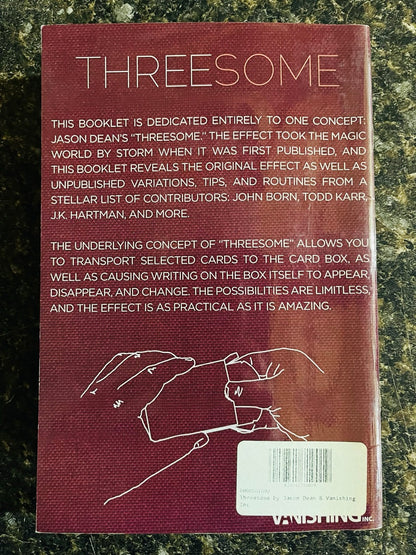 THREESOME
THIS BOOKLET IS DEDICATED ENTIRELY TO ONE CONCEPT:
JASON DEAN'S "THREESOME." THE EFFECT TOOK THE MAGIC
WORLD BY STORM WHEN IT WAS FIRST PUBLISHED, AND
THIS BOOKLET REVEALS THE ORIGINAL EFFECT AS WELL AS
UNPUBLISHED VARIATIONS, TIPS, AND ROUTINES FROM A
STELLAR LIST OF CONTRIBUTORS: JOHN BORN, TODD KARR,
J.K. HARTMAN, AND MORE.
THE UNDERLYING CONCEPT OF "THREESOME" ALLOWS YOU
TO TRANSPORT SELECTED CARDS TO THE CARD BOX, AS
WELL AS CAUSING WRITING ON THE BOX ITSELF TO APPEAR,
DISAPPEAR, AND CHANGE. THE POSSIBILITIES ARE LIMITLESS,
AND THE EFFECT IS AS PRACTICAL AS IT IS AMAZING.
Threesome by Jason Dean & Vanishing
Inc.
VANISHING INC.